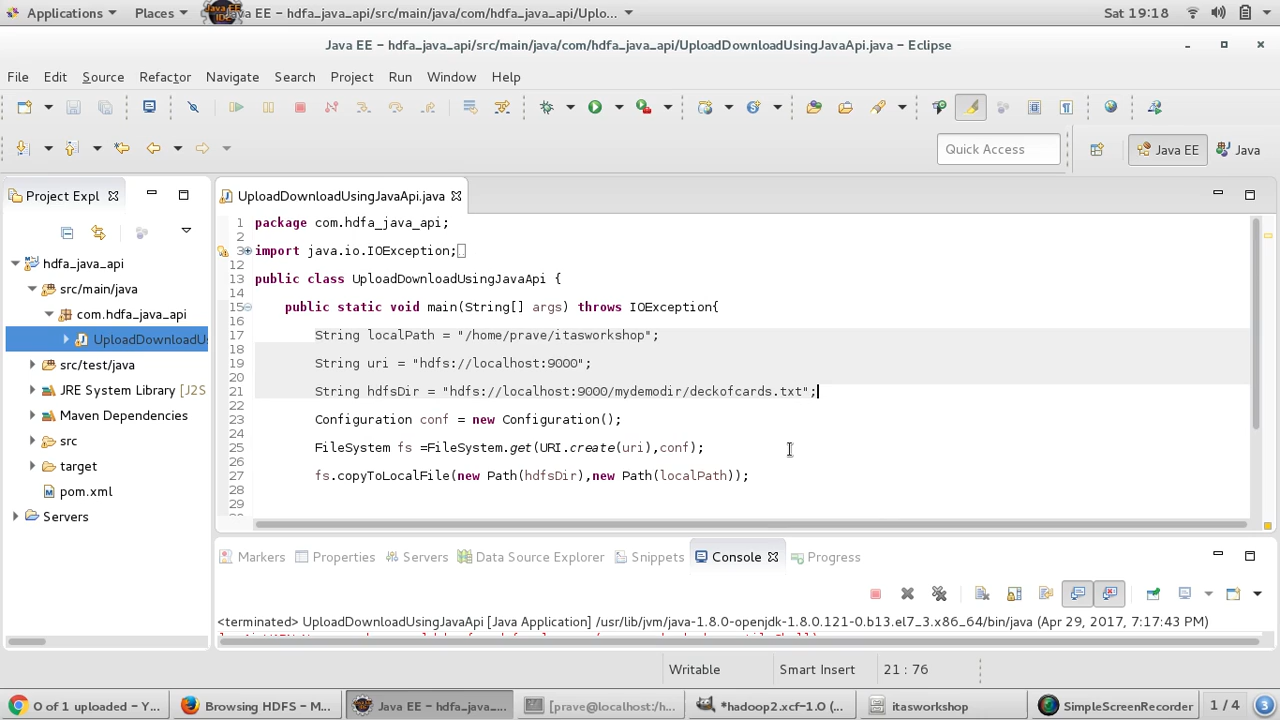 Applications
Places
Java EE - hdfa_java_api/src/main/java/com/hdfa_java_api/Uplo...
Sat 19:18
Java EE - hdfa_java_api/src/main/java/com/hdfa_java_api/UploadDownloadUsingJavaApi.java - Eclipse
File Edit Source Refactor Navigate Search Project Run Window Help
Quick Access
Java EE
Java
Project Expl
UploadDownloadUsingJavaApi.java
hdfa_java_api
src/main/java
com.hdfa_java_api
UploadDownloadUs
src/test/java
JRE System Library [J2S
Maven Dependencies
src
target
pom.xml
Servers
1 package com.hdfa_java_api;
2
3 import java.io.IOException;
12
13 public class UploadDownloadUsingJavaApi {
14
15 public static void main(String[] args) throws IOException{
16
17 String localPath = "/home/prave/itasworkshop";
18
19 String uri = "hdfs://localhost:9000";
20
21 String hdfsDir = "hdfs://localhost:9000/mydemodir/deckofcards.txt";
22
23 Configuration conf = new Configuration();
24
25 FileSystem fs =FileSystem.get(URI.create(uri),conf);
26
27 fs.copyToLocalFile(new Path(hdfsDir),new Path(localPath));
28
29
Markers Properties Servers Data Source Explorer Snippets Console Progress
<terminated> UploadDownloadUsingJavaApi [Java Application] /usr/lib/jvm/java-1.8.0-openjdk-1.8.0.121-0.b13.el7_3.x86_64/bin/java (Apr 29, 2017, 7:17:43 PM)
Writable
Smart Insert
21 : 76
0 of 1 uploaded - Y...
Browsing HDFS - M...
Java EE - hdfa_java_...
[prave@localhost:/h...
*hadoop2.xcf-1.0 (...
itasworkshop
SimpleScreenRecorder
1 / 4
3